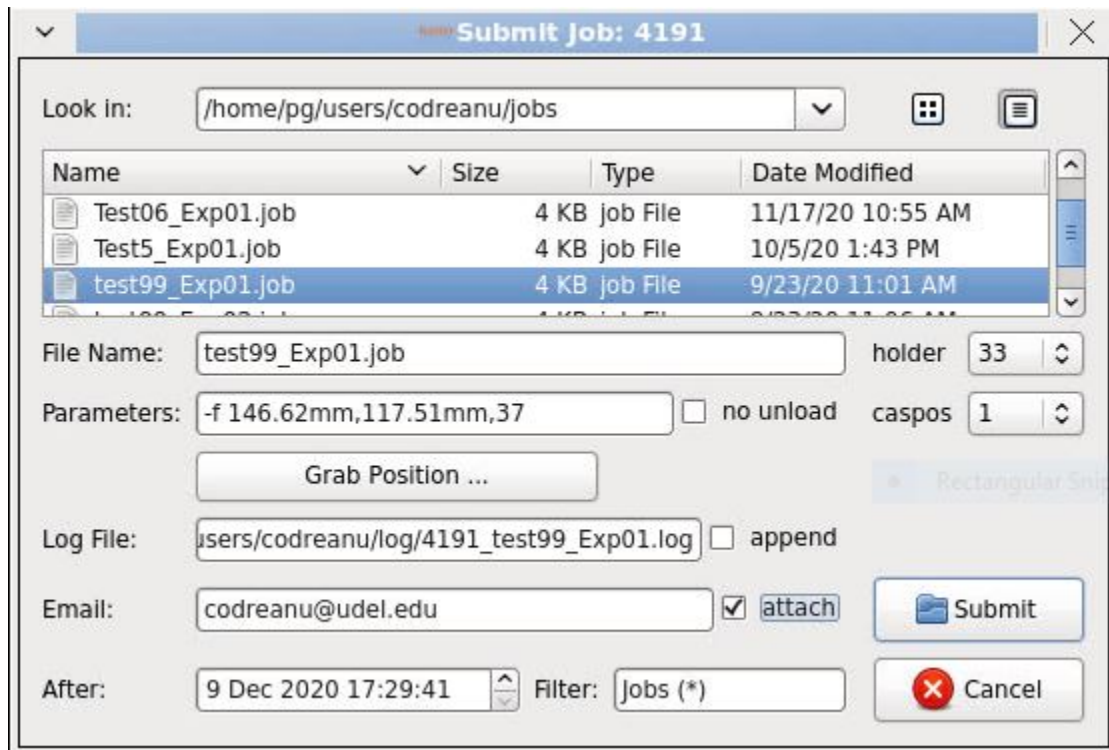 Submit Job: 4191
Look in: /home/pg/users/codreanu/jobs
Name Size Type Date Modified
Test06_Exp01.job 4 KB job File 11/17/20 10:55 AM
Test5_Exp01.job 4 KB job File 10/5/20 1:43 PM
test99_Exp01.job 4 KB job File 9/23/20 11:01 AM
File Name: test99_Exp01.job holder 33
Parameters: -f 146.62mm,117.51mm,37 no unload caspos 1
Grab Position ...
Rectangular Snip
Log File: users/codreanu/log/4191_test99_Exp01.log append
Email: codreanu@udel.edu attach Submit
After: 9 Dec 2020 17:29:41 Filter: Jobs (*) Cancel